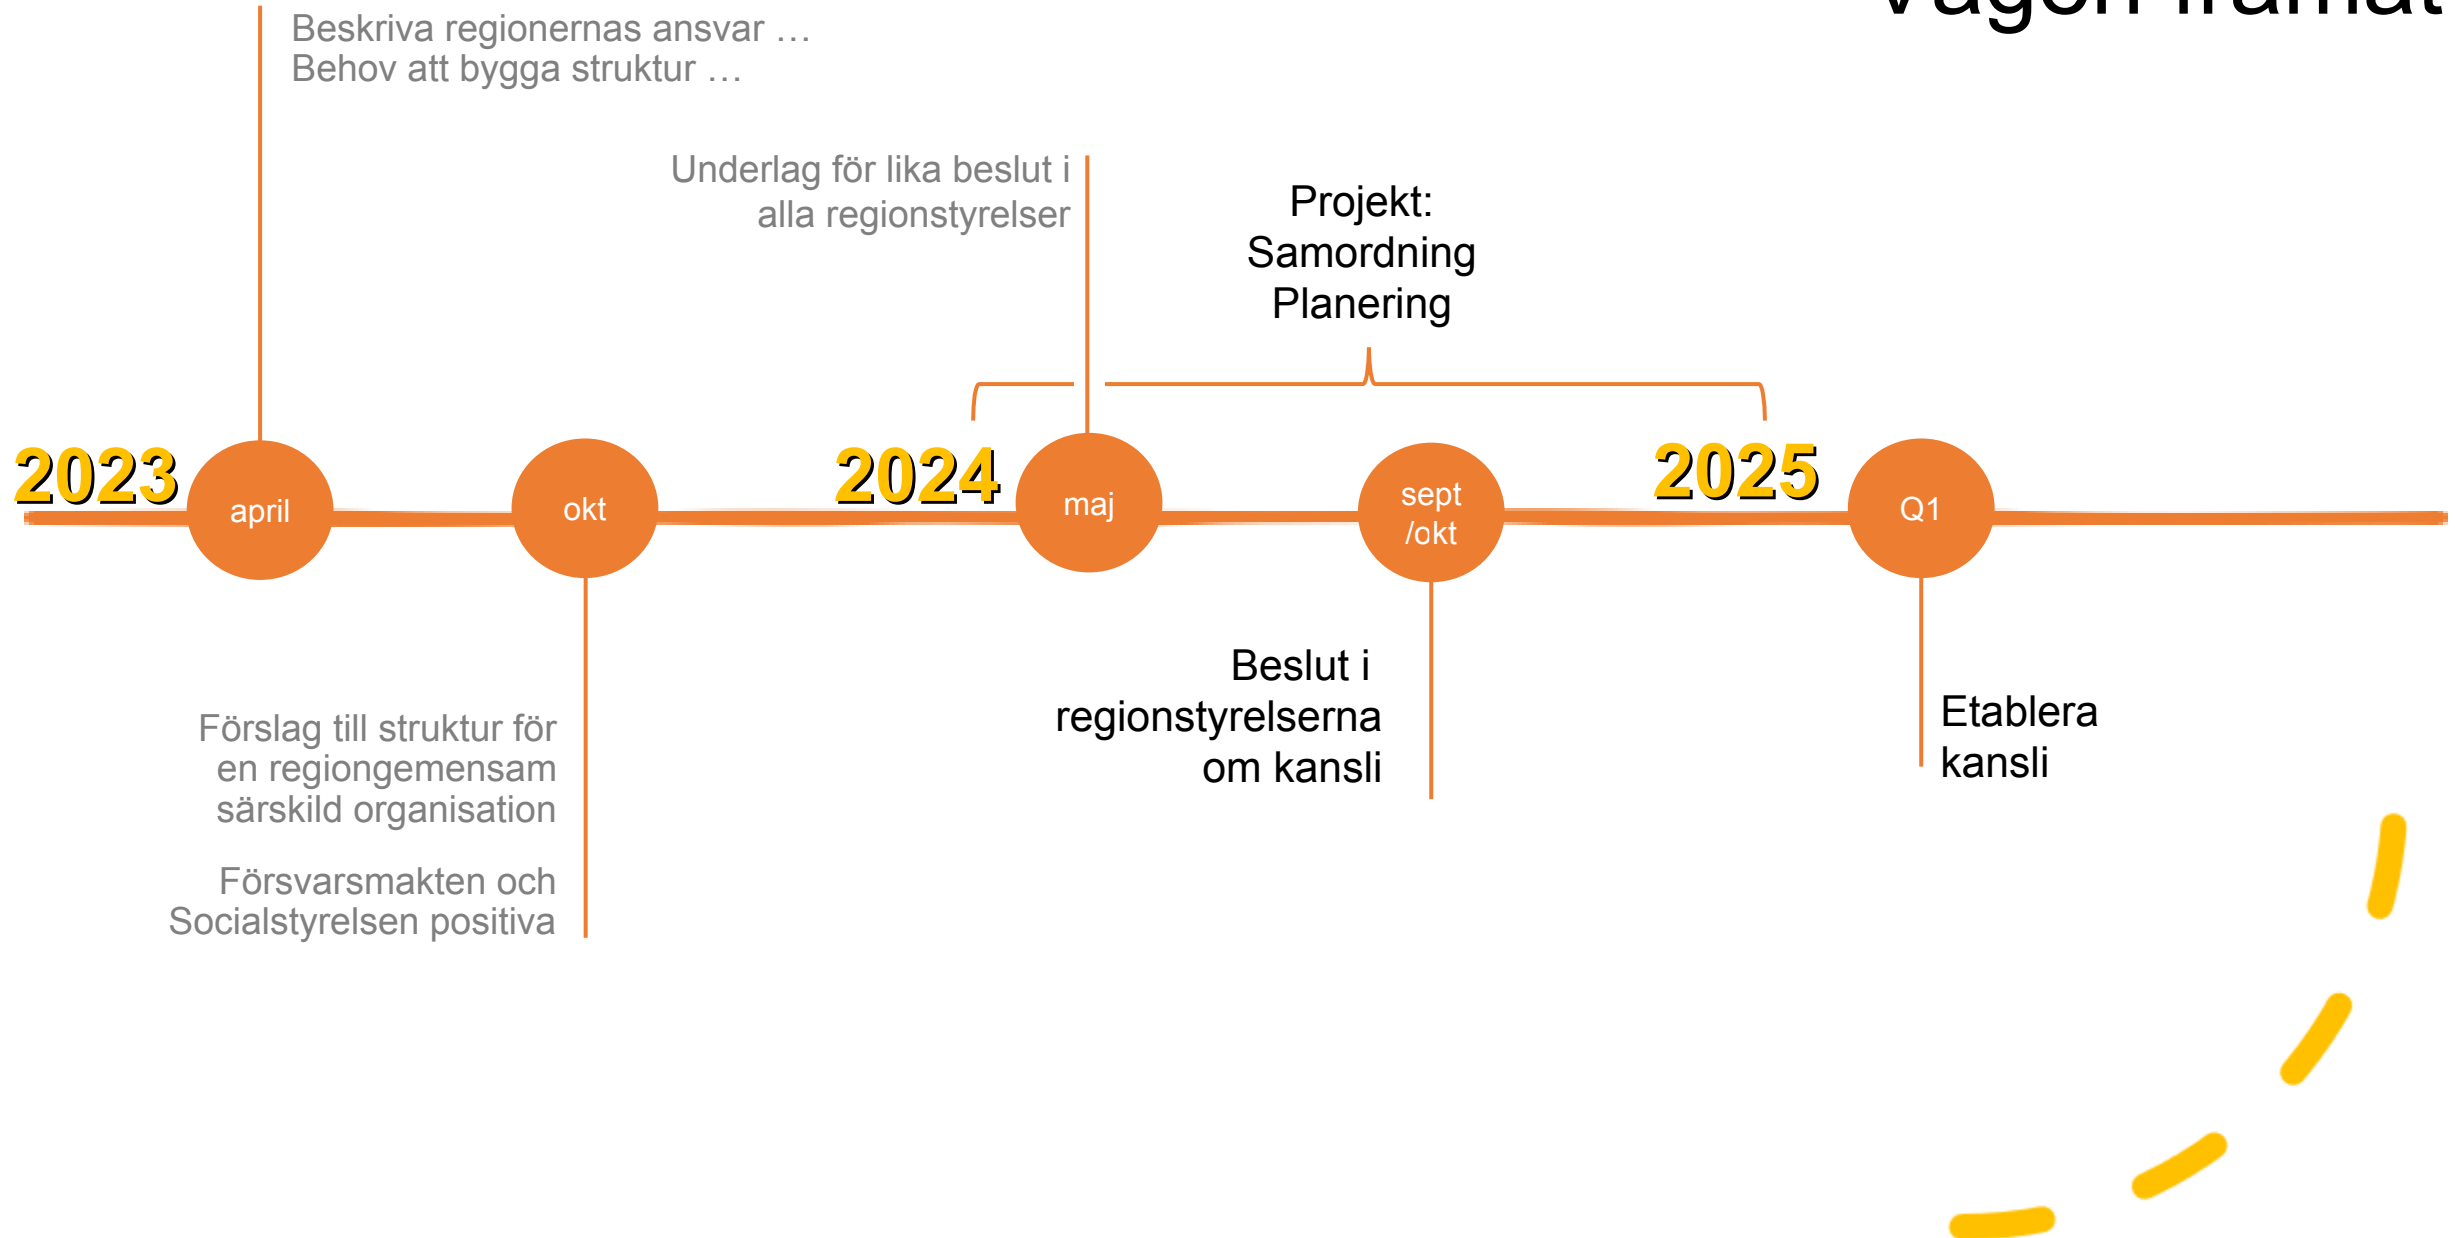 Vägen framåt
Beskriva regionernas ansvar …
Behov att bygga struktur …
Underlag för lika beslut i
alla regionstyrelser
Projekt:
Samordning
Planering
2023
april
okt
2024
maj
sept
/okt
2025
Q1
Förslag till struktur för
en regiongemensam
särskild organisation
Försvarsmakten och
Socialstyrelsen positiva
Beslut i
regionstyrelserna
om kansli
Etablera
kansli